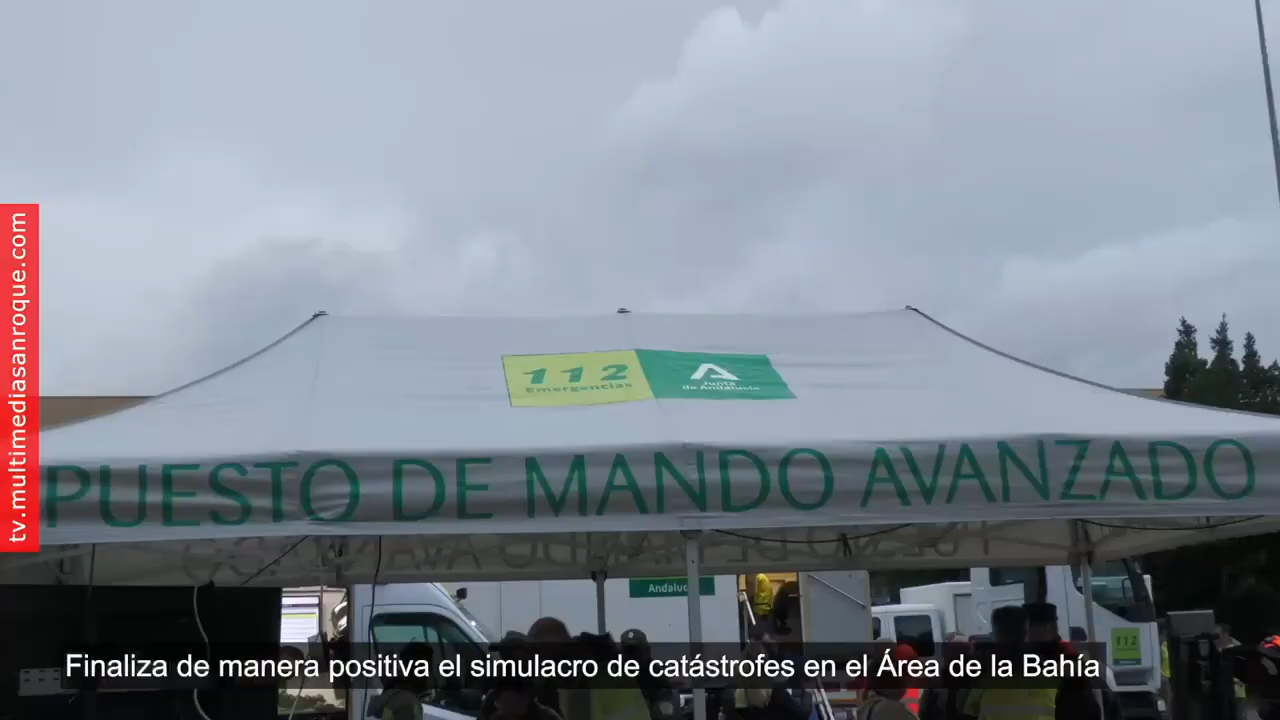 tv.multimediasanroque.com
112
Emergencias
Junta
de Andalucía
PUESTO DE MANDO AVANZADO
112
Finaliza de manera positiva el simulacro de catástrofes en el Área de la Bahía